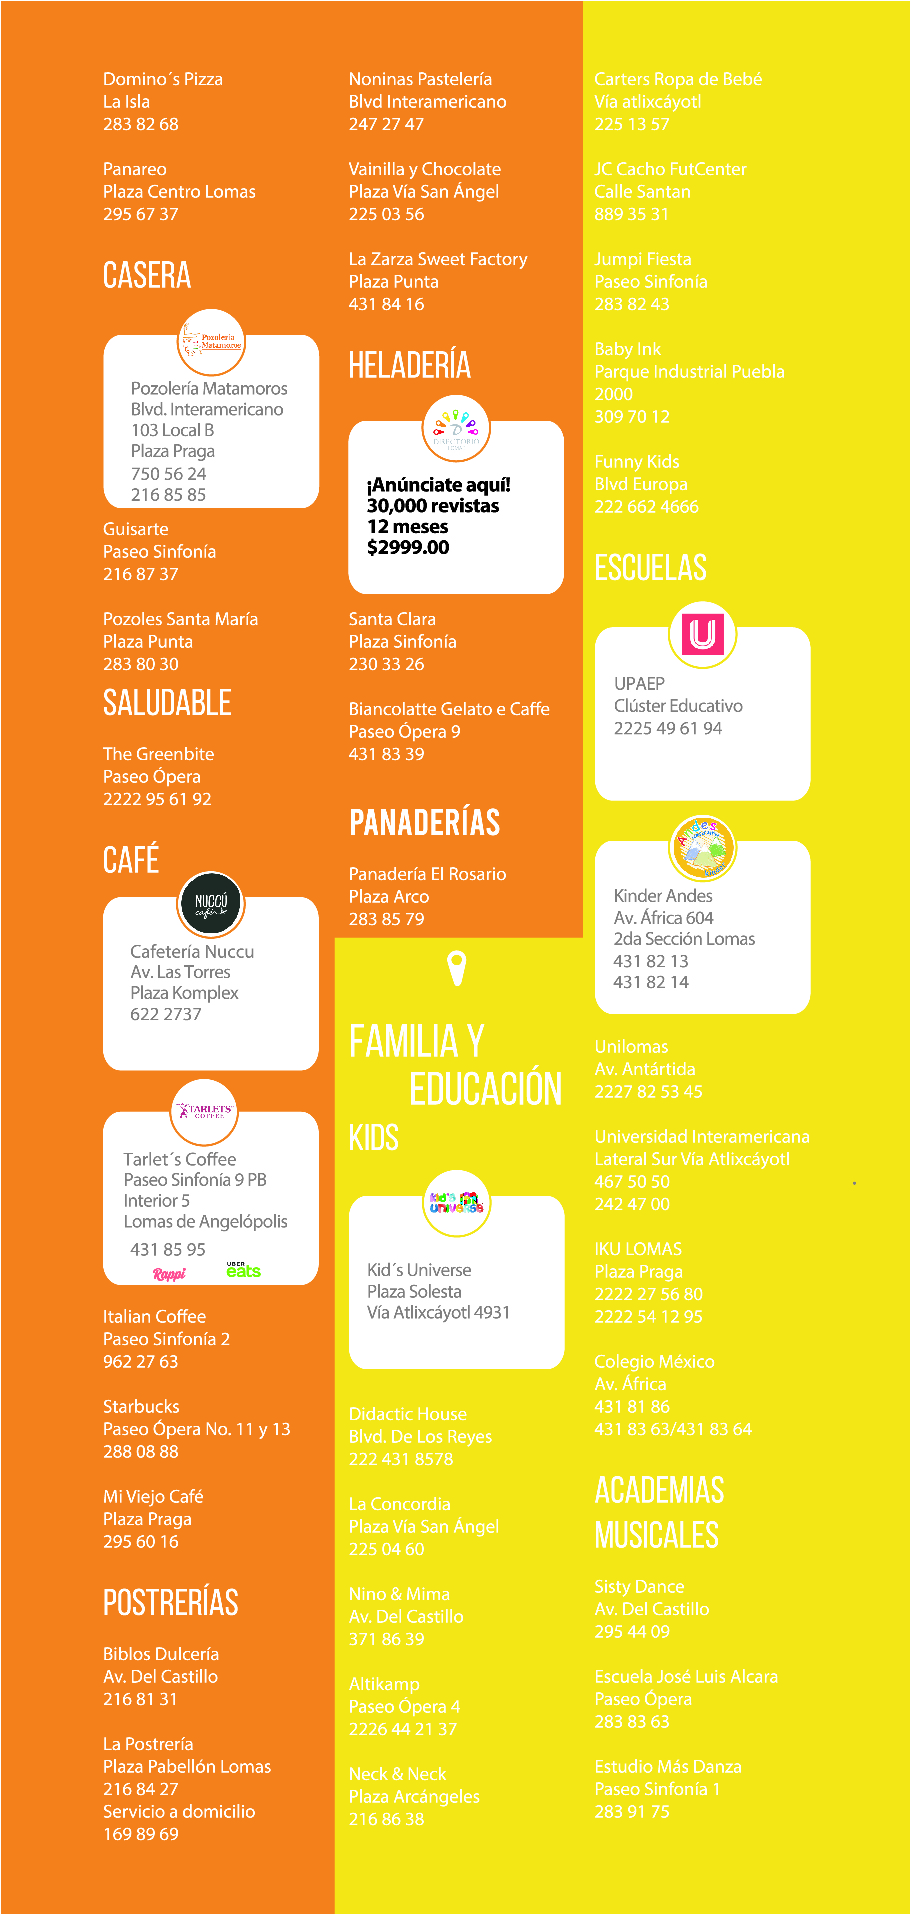 Domino´s Pizza
La Isla
283 82 68
Panareo
Plaza Centro Lomas
295 67 37
CASERA
Pozolería
Matamoros
Pozolería Matamoros
Blvd. Interamericano
103 Local B
Plaza Praga
750 56 24
216 85 85
Guisarte
Paseo Sinfonía
216 87 37
Pozoles Santa María
Plaza Punta
283 80 30
SALUDABLE
The Greenbite
Paseo Ópera
2222 95 61 92
CAFÉ
NUCCÚ
café
Cafetería Nuccu
Av. Las Torres
Plaza Komplex
622 2737
TARLETS
COFFEE
Tarlet´s Coffee
Paseo Sinfonía 9 PB
Interior 5
Lomas de Angelópolis
431 85 95
Rappi
UBER
eats
Italian Coffee
Paseo Sinfonía 2
962 27 63
Starbucks
Paseo Ópera No. 11 y 13
288 08 88
Mi Viejo Café
Plaza Praga
295 60 16
POSTRERÍAS
Biblos Dulcería
Av. Del Castillo
216 81 31
La Postrería
Plaza Pabellón Lomas
216 84 27
Servicio a domicilio
169 89 69
Noninas Pastelería
Blvd Interamericano
247 27 47
Vainilla y Chocolate
Plaza Vía San Ángel
225 03 56
La Zarza Sweet Factory
Plaza Punta
431 84 16
HELADERÍA
D
DIRECTORIO
LOMAS
¡Anúnciate aquí!
30,000 revistas
12 meses
$2999.00
Santa Clara
Plaza Sinfonía
230 33 26
Biancolatte Gelato e Caffe
Paseo Ópera 9
431 83 39
PANADERÍAS
Panadería El Rosario
Plaza Arco
283 85 79
FAMILIA Y
EDUCACIÓN
KIDS
Kid's
UNIVERSE
Kid´s Universe
Plaza Solesta
Vía Atlixcáyotl 4931
Didactic House
Blvd. De Los Reyes
222 431 8578
La Concordia
Plaza Vía San Ángel
225 04 60
Nino & Mima
Av. Del Castillo
371 86 39
Altikamp
Paseo Ópera 4
2226 44 21 37
Neck & Neck
Plaza Arcángeles
216 86 38
Carters Ropa de Bebé
Vía atlixcáyotl
225 13 57
JC Cacho FutCenter
Calle Santan
889 35 31
Jumpi Fiesta
Paseo Sinfonía
283 82 43
Baby Ink
Parque Industrial Puebla
2000
309 70 12
Funny Kids
Blvd Europa
222 662 4666
ESCUELAS
U
UPAEP
Clúster Educativo
2225 49 61 94
Andes
Kinder Andes
Av. África 604
2da Sección Lomas
431 82 13
431 82 14
Unilomas
Av. Antártida
2227 82 53 45
Universidad Interamericana
Lateral Sur Vía Atlixcáyotl
467 50 50
242 47 00
IKU LOMAS
Plaza Praga
2222 27 56 80
2222 54 12 95
Colegio México
Av. África
431 81 86
431 83 63/431 83 64
ACADEMIAS
MUSICALES
Sisty Dance
Av. Del Castillo
295 44 09
Escuela José Luis Alcara
Paseo Ópera
283 83 63
Estudio Más Danza
Paseo Sinfonía 1
283 91 75